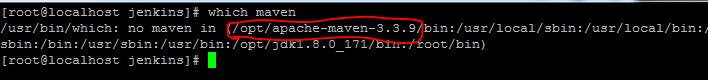 [root@localhost jenkins]# which maven
/usr/bin/which: no maven in (/opt/apache-maven-3.3.9/bin:/usr/local/sbin:/usr/local/bin:/
sbin:/bin:/usr/sbin:/usr/bin:/opt/jdk1.8.0_171/bin:/root/bin)
[root@localhost jenkins]#